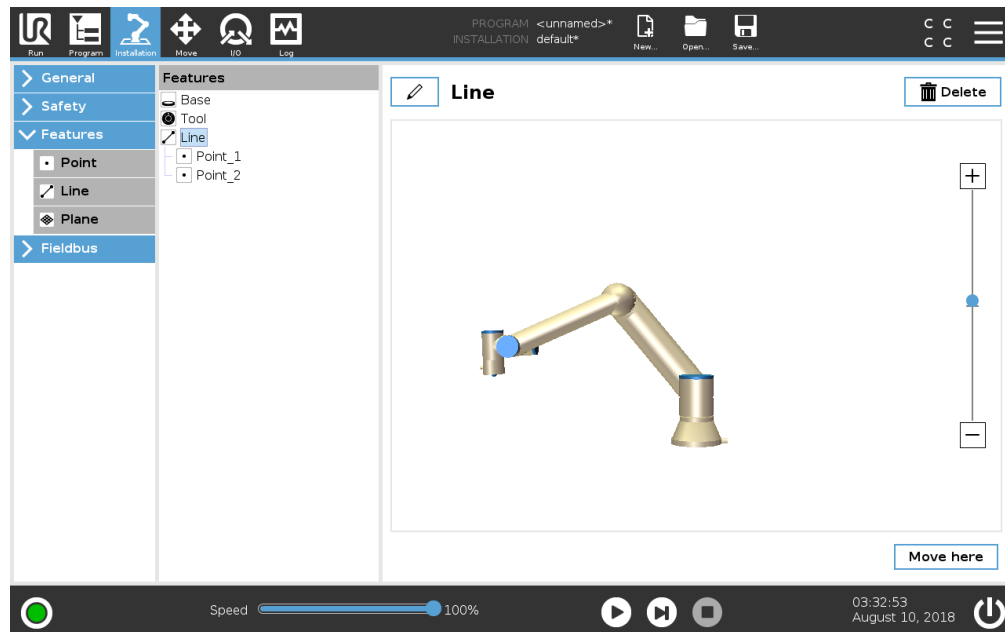 UR
PROGRAM <unnamed>*
INSTALLATION default*
C C
C C
Run Program Installation Move I/O Log New... Open... Save...
General
Safety
Features
Point
Line
Plane
Fieldbus
Features
Base
Tool
Line
Point_1
Point_2
Line
Delete
+
−
Move here
Speed 100%
03:32:53
August 10, 2018